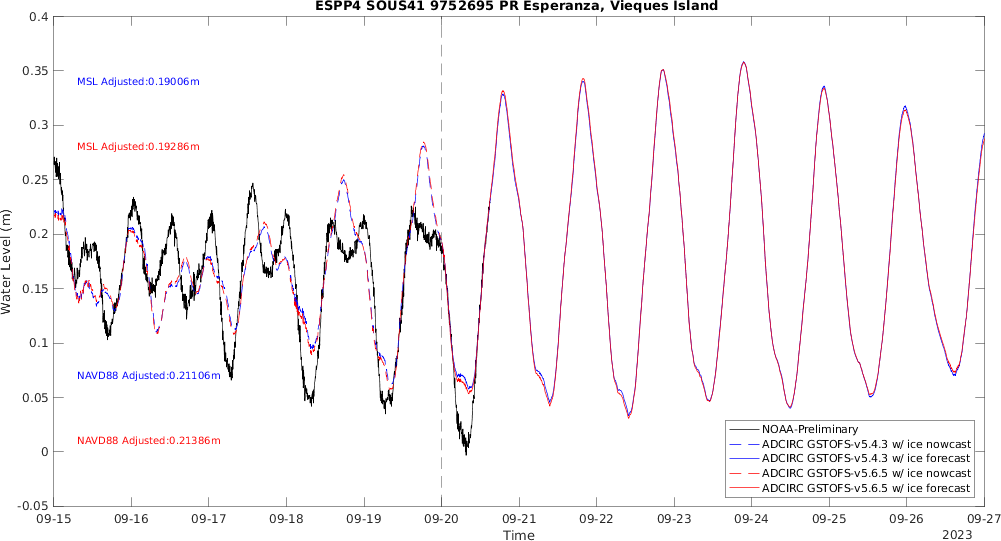 ESPP4 SOUS41 9752695 PR Esperanza, Vieques Island
0.4
0.35
0.3
0.25
0.2
0.15
0.1
0.05
0
-0.05
Water Level (m)
MSL Adjusted:0.19006m
MSL Adjusted:0.19286m
NAVD88 Adjusted:0.21106m
NAVD88 Adjusted:0.21386m
NOAA-Preliminary
ADCIRC GSTOFS-v5.4.3 w/ ice nowcast
ADCIRC GSTOFS-v5.4.3 w/ ice forecast
ADCIRC GSTOFS-v5.6.5 w/ ice nowcast
ADCIRC GSTOFS-v5.6.5 w/ ice forecast
09-15 09-16 09-17 09-18 09-19 09-20 09-21 09-22 09-23 09-24 09-25 09-26 09-27
Time
2023